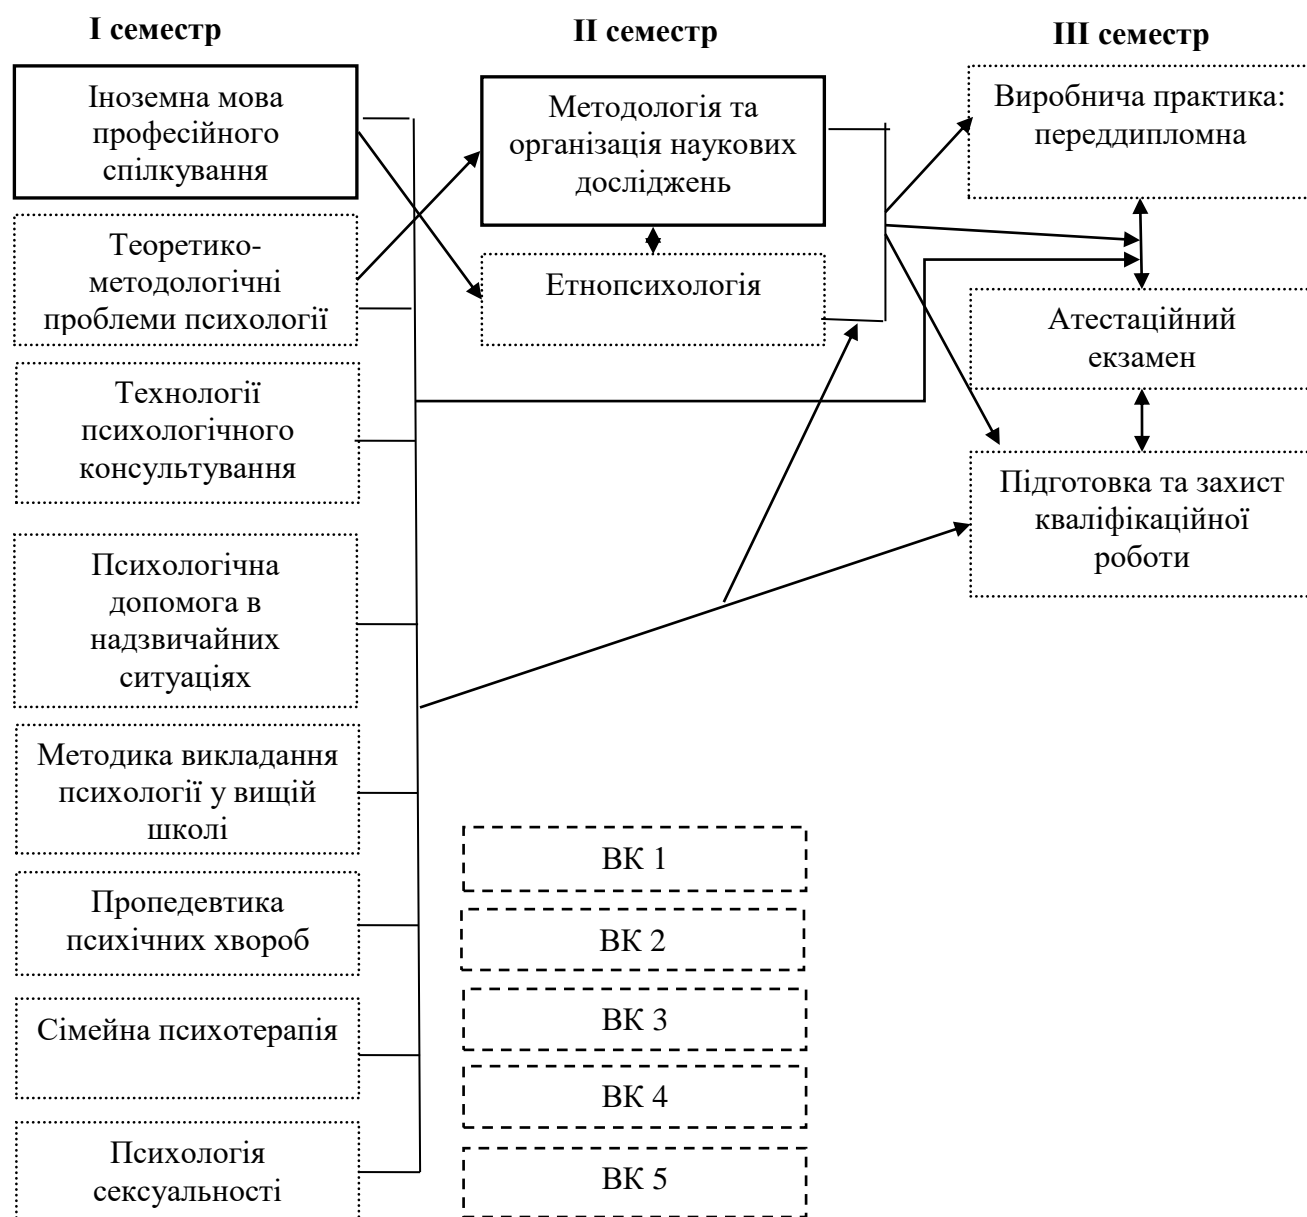 І семестр
Іноземна мова
професійного
спілкування
Теоретико-
методологічні
проблеми психології
Технології
психологічного
консультування
Психологічна
допомога в
надзвичайних
ситуаціях
Методика викладання
психології у вищій
школі
Пропедевтика
психічних хвороб
Сімейна психотерапія
Психологія
сексуальності
ІІ семестр
Методологія та
організація наукових
досліджень
Етнопсихологія
ВК 1
ВК 2
ВК 3
ВК 4
ВК 5
ІІІ семестр
Виробнича практика:
переддипломна
Атестаційний
екзамен
Підготовка та захист
кваліфікаційної
роботи